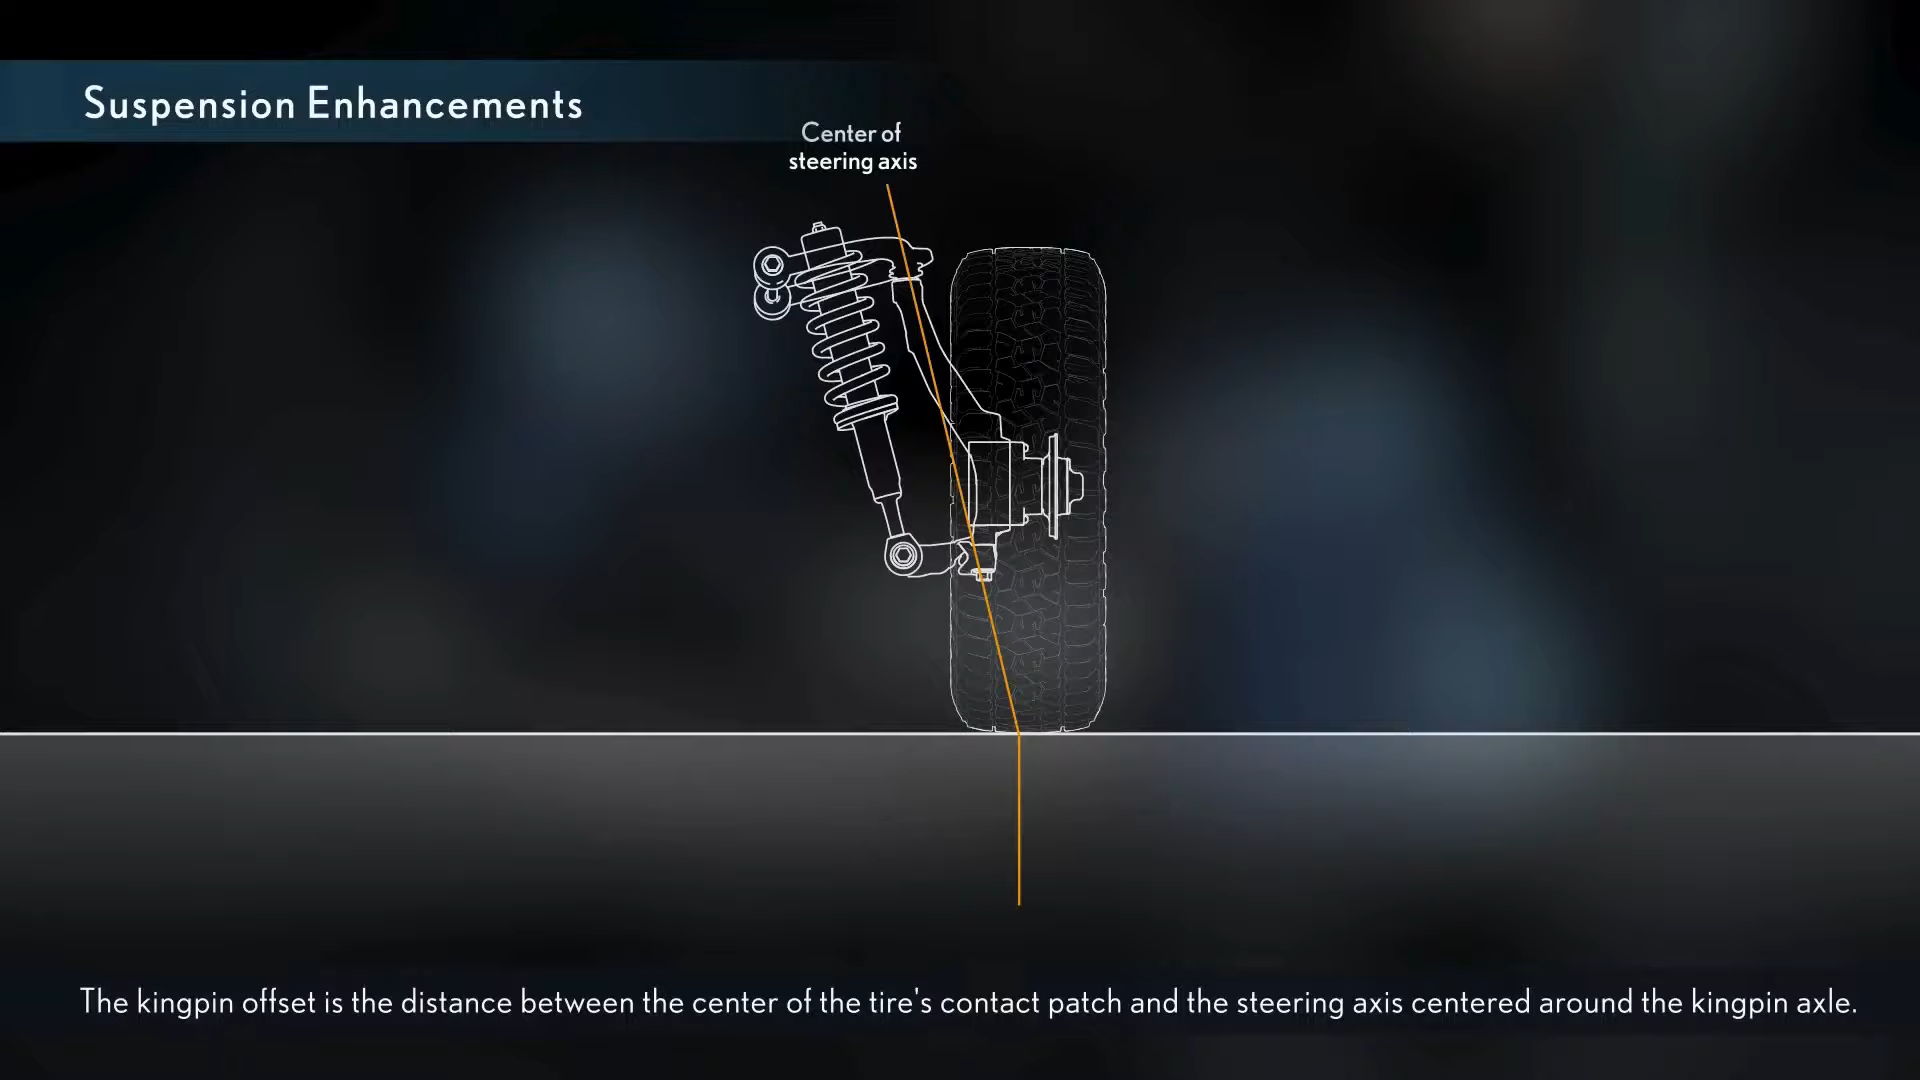 Suspension Enhancements
Center of
steering axis
The kingpin offset is the distance between the center of the tire's contact patch and the steering axis centered around the kingpin axle.